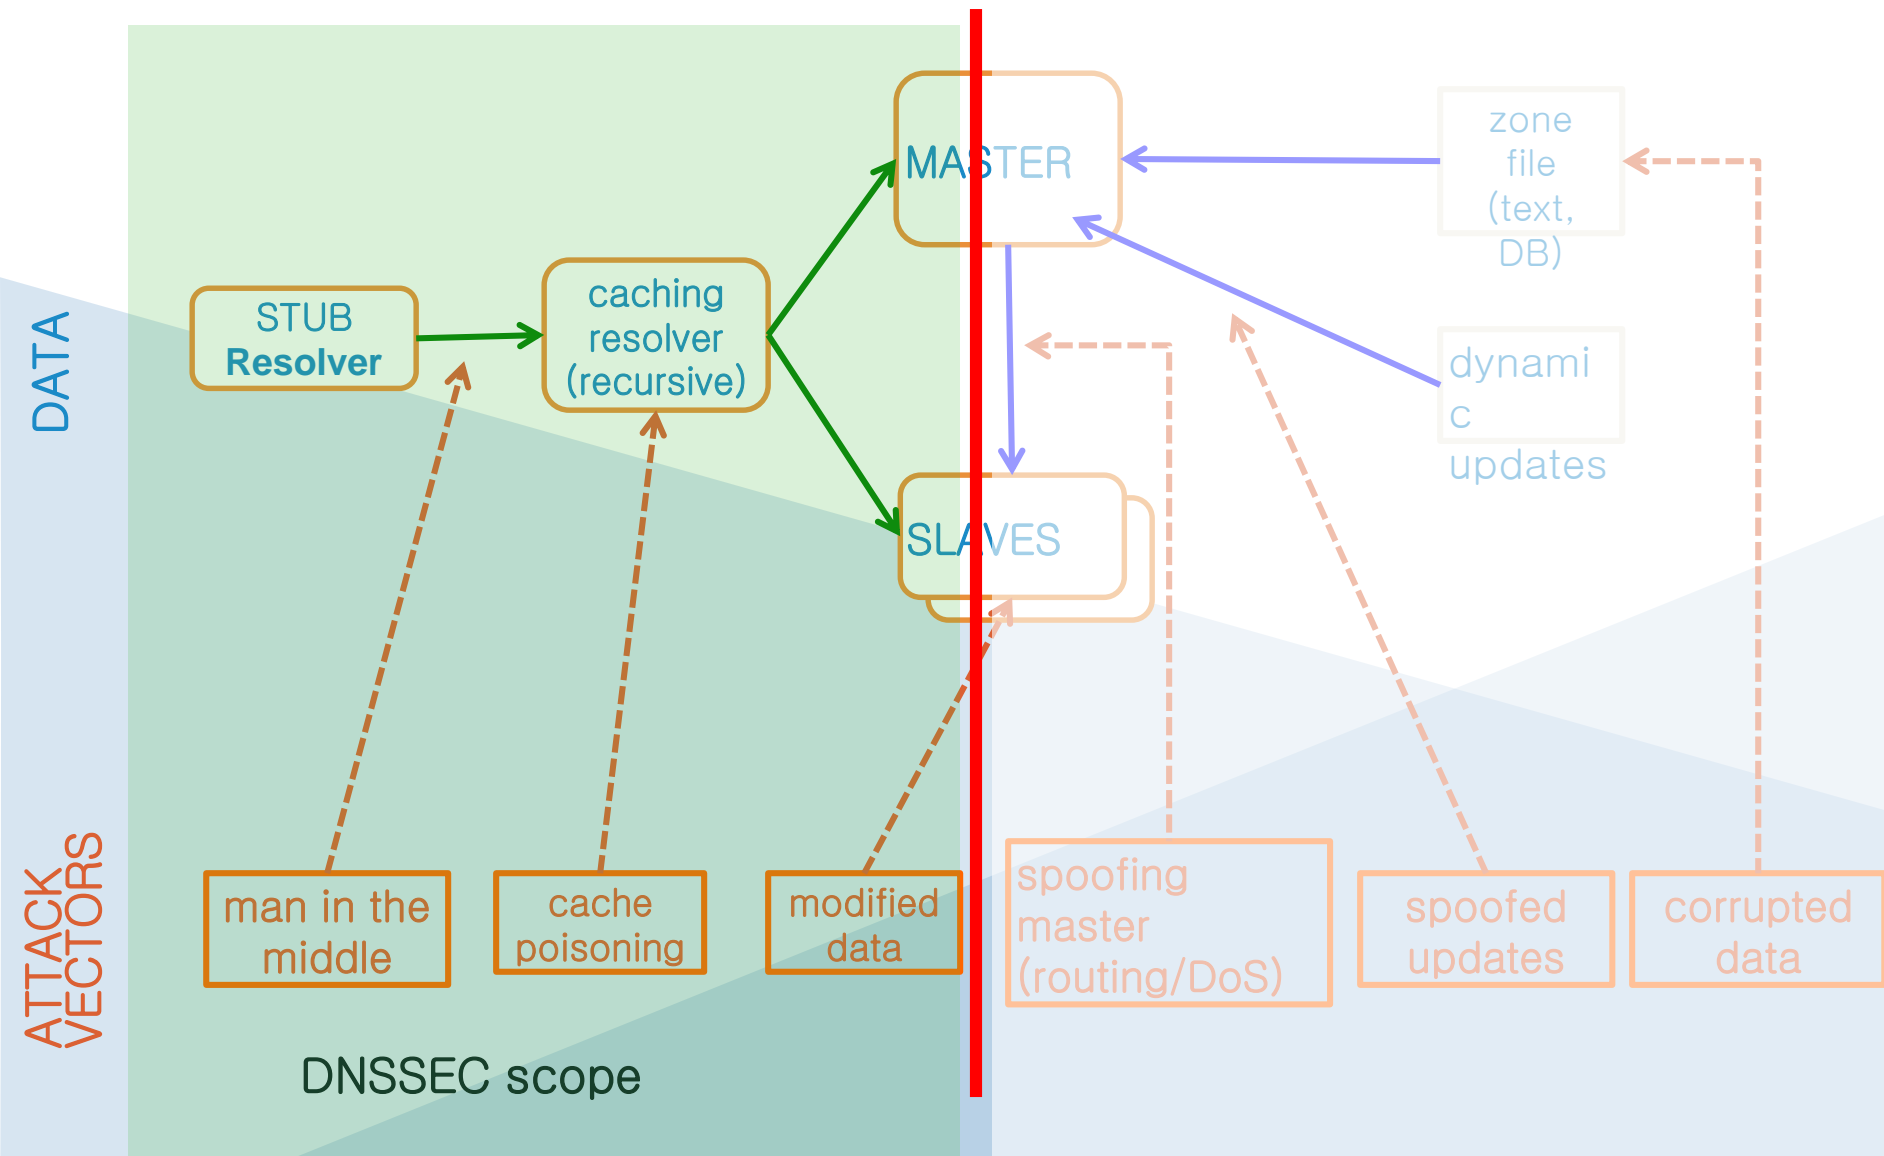 MASTER
zone
file
(text,
DB)
DATA
STUB
Resolver
caching
resolver
(recursive)
dynami
c
updates
SLAVES
ATTACK
VECTORS
man in the
middle
cache
poisoning
modified
data
spoofing
master
(routing/DoS)
spoofed
updates
corrupted
data
DNSSEC scope